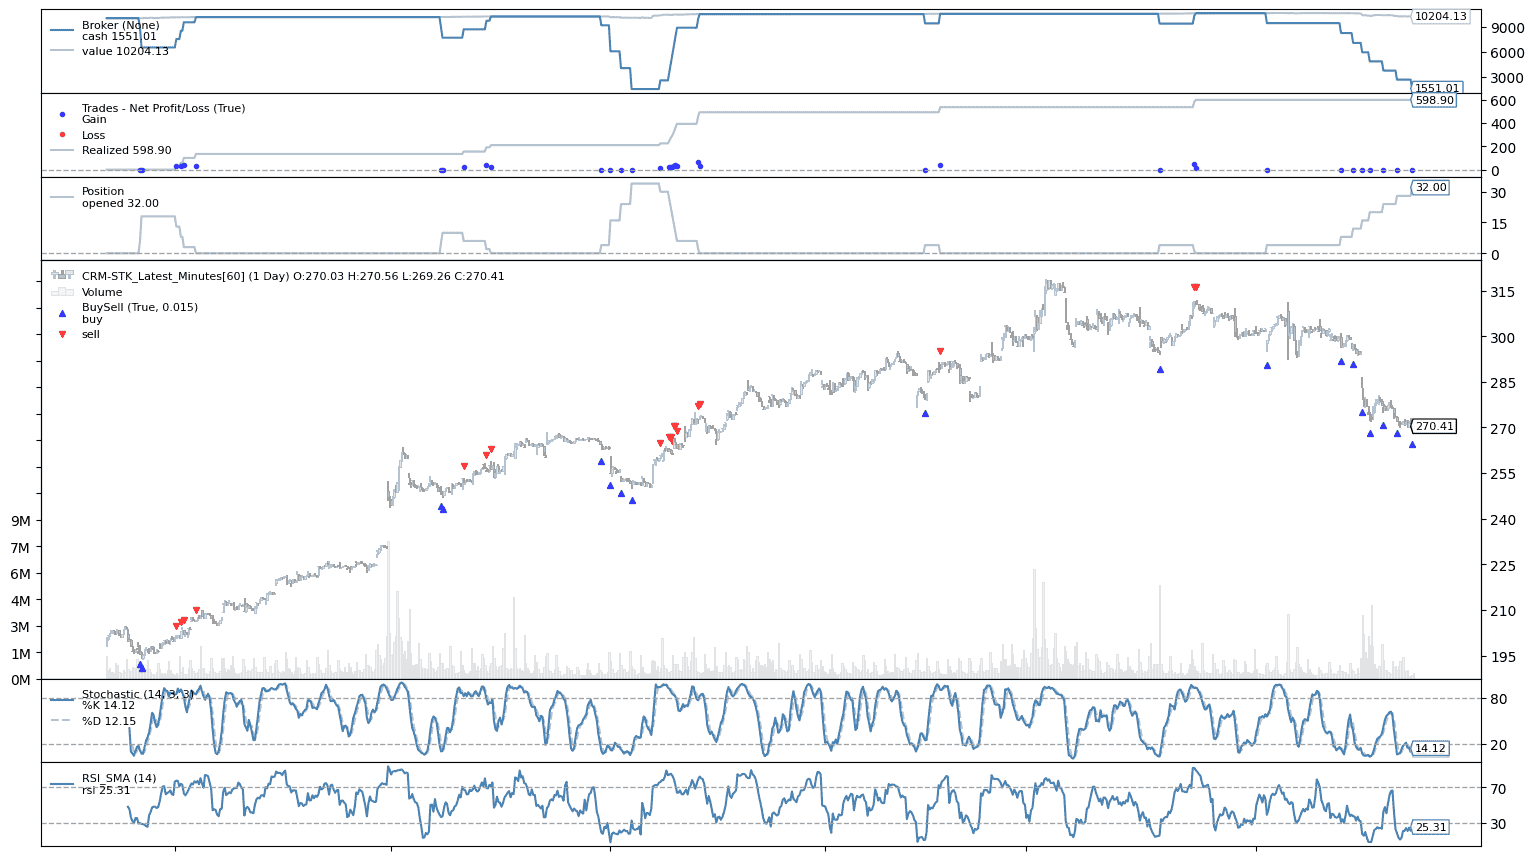 Broker (None)
cash 1551.01
value 10204.13
10204.13
9000
6000
3000
1551.01
Trades - Net Profit/Loss (True)
Gain
Loss
Realized 598.90
598.90
600
400
200
0
Position
opened 32.00
32.00
30
15
0
CRM-STK_Latest_Minutes[60] (1 Day) O:270.03 H:270.56 L:269.26 C:270.41
Volume
BuySell (True, 0.015)
buy
sell
315
300
285
270
270.41
255
240
225
210
195
9M
7M
6M
4M
3M
1M
0M
Stochastic (14, 3, 3)
%K 14.12
%D 12.15
80
20
14.12
RSI_SMA (14)
rsi 25.31
70
30
25.31